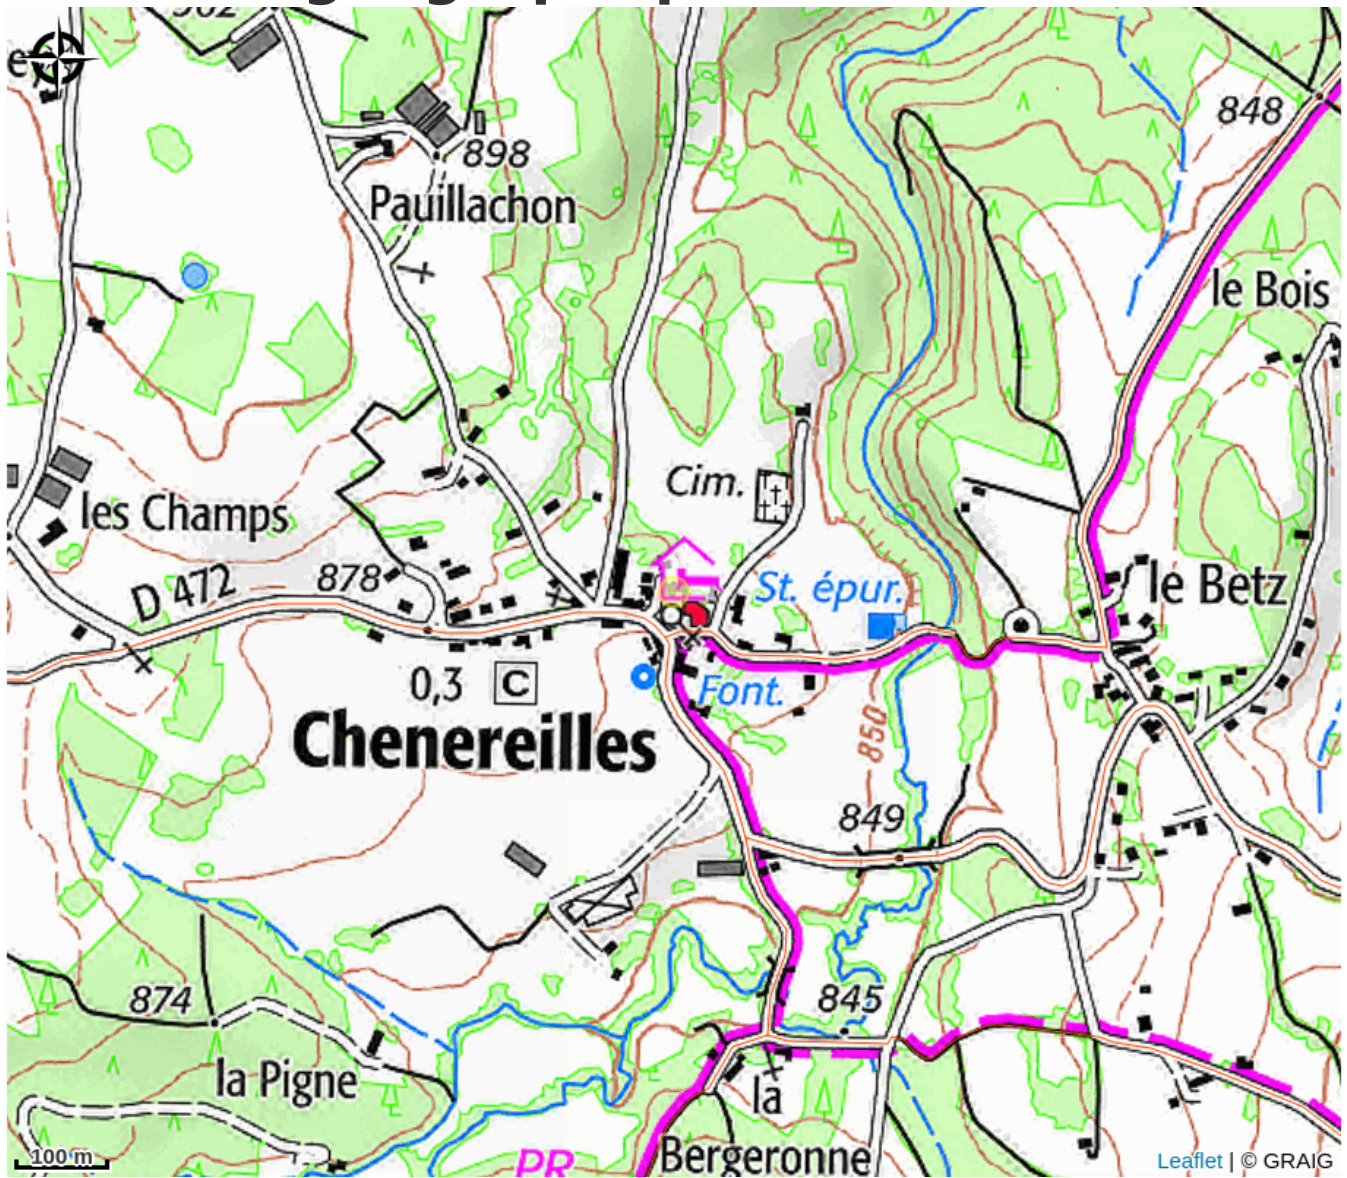 848
898
Pauillachon
le Bois
Cim.
les Champs
D 472
878
St. épur.
le Betz
0,3 C
Font.
Chenereilles
850
849
874
845
la Pigne
la
Bergeronne
PR
100 m
Leaflet | © GRAIG